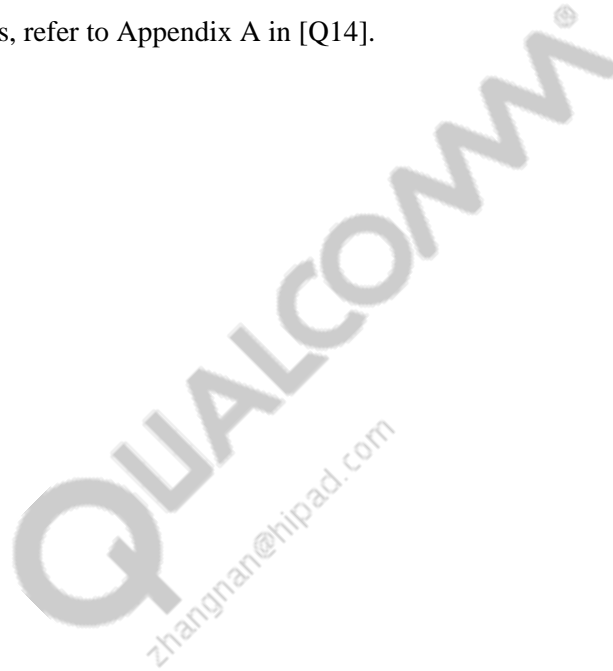 s, refer to Appendix A in [Q14].
QUALCOMM®
zhangnan@hipad.com